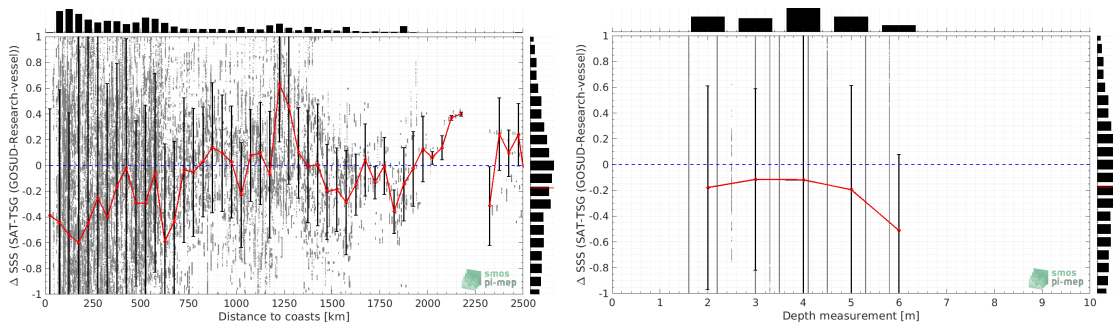 Δ SSS (SAT-TSG (GOSUD-Research-vessel))
1
0.8
0.6
0.4
0.2
0
-0.2
-0.4
-0.6
-0.8
-1
0 250 500 750 1000 1250 1500 1750 2000 2250 2500
Distance to coasts [km]
smos
pi-mep
Δ SSS (SAT-TSG (GOSUD-Research-vessel))
1
0.8
0.6
0.4
0.2
0
-0.2
-0.4
-0.6
-0.8
-1
0 1 2 3 4 5 6 7 8 9 10
Depth measurement [m]
smos
pi-mep